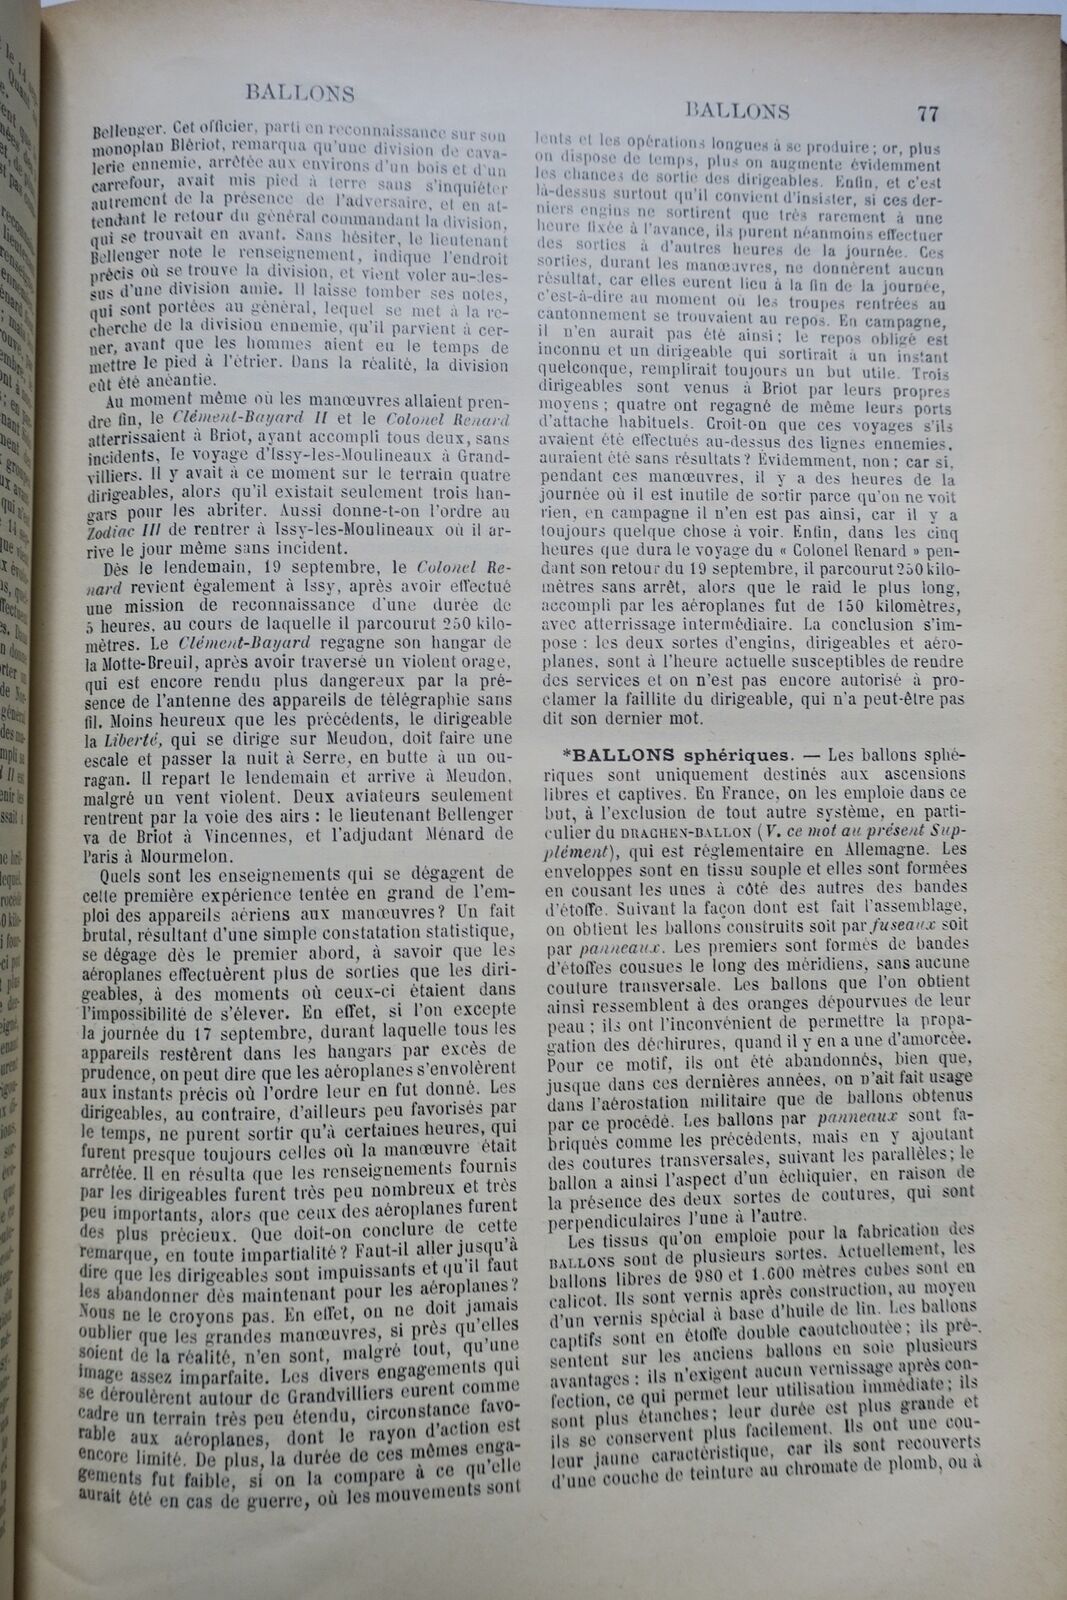 BALLONS
Bellenger. Cet officier, parti en reconnaissance sur son
monoplan Blériot, remarqua qu'une division de cava-
lerie ennemie, arrêtée aux environs d'un bois et d'un
carrefour, avait mis pied à terre sans s'inquiéter
autrement de la présence de l'adversaire, et en at-
tendant le retour du général commandant la division,
qui se trouvait en avant. Sans hésiter, le lieutenant
Bellenger note le renseignement, indique l'endroit
précis où se trouve la division, et vient voler au-des-
sus d'une division amie. Il laisse tomber ses notes,
qui sont portées au général, lequel se met à la re-
cherche de la division ennemie, qu'il parvient à cer-
ner, avant que les hommes aient eu le temps de
mettre le pied à l'étrier. Dans la réalité, la division
eût été anéantie.
Au moment même où les manœuvres allaient pren-
dre fin, le Clément-Bayard II et le Colonel Renard
atterrissaient à Briot, ayant accompli tous deux, sans
incidents, le voyage d'Issy-les-Moulineaux à Grand-
villiers. Il y avait à ce moment sur le terrain quatre
dirigeables, alors qu'il existait seulement trois han-
gars pour les abriter. Aussi donne-t-on l'ordre au
Zodiac III de rentrer à Issy-les-Moulineaux où il ar-
rive le jour même sans incident.
Dès le lendemain, 19 septembre, le Colonel Re-
nard revient également à Issy, après avoir effectué
une mission de reconnaissance d'une durée de
5 heures, au cours de laquelle il parcourut 250 kilo-
mètres. Le Clément-Bayard regagne son hangar de
la Motte-Breuil, après avoir traversé un violent orage,
qui est encore rendu plus dangereux par la pré-
sence de l'antenne des appareils de télégraphie sans
fil. Moins heureux que les précédents, le dirigeable
la Liberté, qui se dirige sur Meudon, doit faire une
escale et passer la nuit à Serre, en butte à un ou-
ragan. Il repart le lendemain et arrive à Meudon,
malgré un vent violent. Deux aviateurs seulement
rentrent par la voie des airs : le lieutenant Bellenger
va de Briot à Vincennes, et l'adjudant Ménard de
Paris à Mourmelon.
Quels sont les enseignements qui se dégagent de
cette première expérience tentée en grand de l'em-
ploi des appareils aériens aux manœuvres? Un fait
brutal, résultant d'une simple constatation statistique,
se dégage dès le premier abord, à savoir que les
aéroplanes effectuèrent plus de sorties que les diri-
geables, à des moments où ceux-ci étaient dans
l'impossibilité de s'élever. En effet, si l'on excepte
la journée du 17 septembre, durant laquelle tous les
appareils restèrent dans les hangars par excès de
prudence, on peut dire que les aéroplanes s'envolèrent
aux instants précis où l'ordre leur en fut donné. Les
dirigeables, au contraire, d'ailleurs peu favorisés par
le temps, ne purent sortir qu'à certaines heures, qui
furent presque toujours celles où la manœuvre était
arrêtée. Il en résulta que les renseignements fournis
par les dirigeables furent très peu nombreux et très
peu importants, alors que ceux des aéroplanes furent
des plus précieux. Que doit-on conclure de cette
remarque, en toute impartialité? Faut-il aller jusqu'à
dire que les dirigeables sont impuissants et qu'il faut
les abandonner dès maintenant pour les aéroplanes?
Nous ne le croyons pas. En effet, on ne doit jamais
oublier que les grandes manœuvres, si près qu'elles
soient de la réalité, n'en sont, malgré tout, qu'une
image assez imparfaite. Les divers engagements qui
se déroulèrent autour de Grandvilliers eurent comme
cadre un terrain très peu étendu, circonstance favo-
rable aux aéroplanes, dont le rayon d'action est
encore limité. De plus, la durée de ces mêmes enga-
gements fut faible, si on la compare à ce qu'elle
aurait été en cas de guerre, où les mouvements sont
BALLONS 77
lents et les opérations longues à se produire ; or, plus
on dispose de temps, plus on augmente évidemment
les chances de sortie des dirigeables. Enfin, et c'est
là-dessus surtout qu'il convient d'insister, si ces der-
niers engins ne sortirent que très rarement à une
heure fixée à l'avance, ils purent néanmoins effectuer
des sorties à d'autres heures de la journée. Ces
sorties, durant les manœuvres, ne donnèrent aucun
résultat, car elles eurent lieu à la fin de la journée,
c'est-à-dire au moment où les troupes rentrées au
cantonnement se trouvaient au repos. En campagne,
il n'en aurait pas été ainsi ; le repos obligé est
inconnu et un dirigeable qui sortirait à un instant
quelconque, remplirait toujours un but utile. Trois
dirigeables sont venus à Briot par leurs propres
moyens ; quatre ont regagné de même leurs ports
d'attache habituels. Croit-on que ces voyages s'ils
avaient été effectués au-dessus des lignes ennemies,
auraient été sans résultats? Évidemment, non ; car si,
pendant ces manœuvres, il y a des heures de la
journée où il est inutile de sortir parce qu'on ne voit
rien, en campagne il n'en est pas ainsi, car il y a
toujours quelque chose à voir. Enfin, dans les cinq
heures que dura le voyage du « Colonel Renard » pen-
dant son retour du 19 septembre, il parcourut 250 kilo-
mètres sans arrêt, alors que le raid le plus long,
accompli par les aéroplanes fut de 150 kilomètres,
avec atterrissage intermédiaire. La conclusion s'im-
pose : les deux sortes d'engins, dirigeables et aéro-
planes, sont à l'heure actuelle susceptibles de rendre
des services et on n'est pas encore autorisé à pro-
clamer la faillite du dirigeable, qui n'a peut-être pas
dit son dernier mot.
*BALLONS sphériques. — Les ballons sphé-
riques sont uniquement destinés aux ascensions
libres et captives. En France, on les emploie dans ce
but, à l'exclusion de tout autre système, en parti-
culier du DRACHEN-BALLON (V. ce mot au présent Sup-
plément), qui est réglementaire en Allemagne. Les
enveloppes sont en tissu souple et elles sont formées
en cousant les unes à côté des autres des bandes
d'étoffe. Suivant la façon dont est fait l'assemblage,
on obtient les ballons construits soit par fuseaux soit
par panneaux. Les premiers sont formés de bandes
d'étoffes cousues le long des méridiens, sans aucune
couture transversale. Les ballons que l'on obtient
ainsi ressemblent à des oranges dépourvues de leur
peau ; ils ont l'inconvénient de permettre la propa-
gation des déchirures, quand il y en a une d'amorcée.
Pour ce motif, ils ont été abandonnés, bien que,
jusque dans ces dernières années, on n'ait fait usage
dans l'aérostation militaire que de ballons obtenus
par ce procédé. Les ballons par panneaux sont fa-
briqués comme les précédents, mais en y ajoutant
des coutures transversales, suivant les parallèles ; le
ballon a ainsi l'aspect d'un échiquier, en raison de
la présence des deux sortes de coutures, qui sont
perpendiculaires l'une à l'autre.
Les tissus qu'on emploie pour la fabrication des
BALLONS sont de plusieurs sortes. Actuellement, les
ballons libres de 980 et 1.600 mètres cubes sont en
calicot. Ils sont vernis après construction, au moyen
d'un vernis spécial à base d'huile de lin. Les ballons
captifs sont en étoffe double caoutchoutée ; ils pré-
sentent sur les anciens ballons en soie plusieurs
avantages : ils n'exigent aucun vernissage après con-
fection, ce qui permet leur utilisation immédiate ; ils
sont plus étanches ; leur durée est plus grande et
ils se conservent plus facilement. Ils ont une cou-
leur jaune caractéristique, car ils sont recouverts
d'une couche de teinture au chromate de plomb, ou à